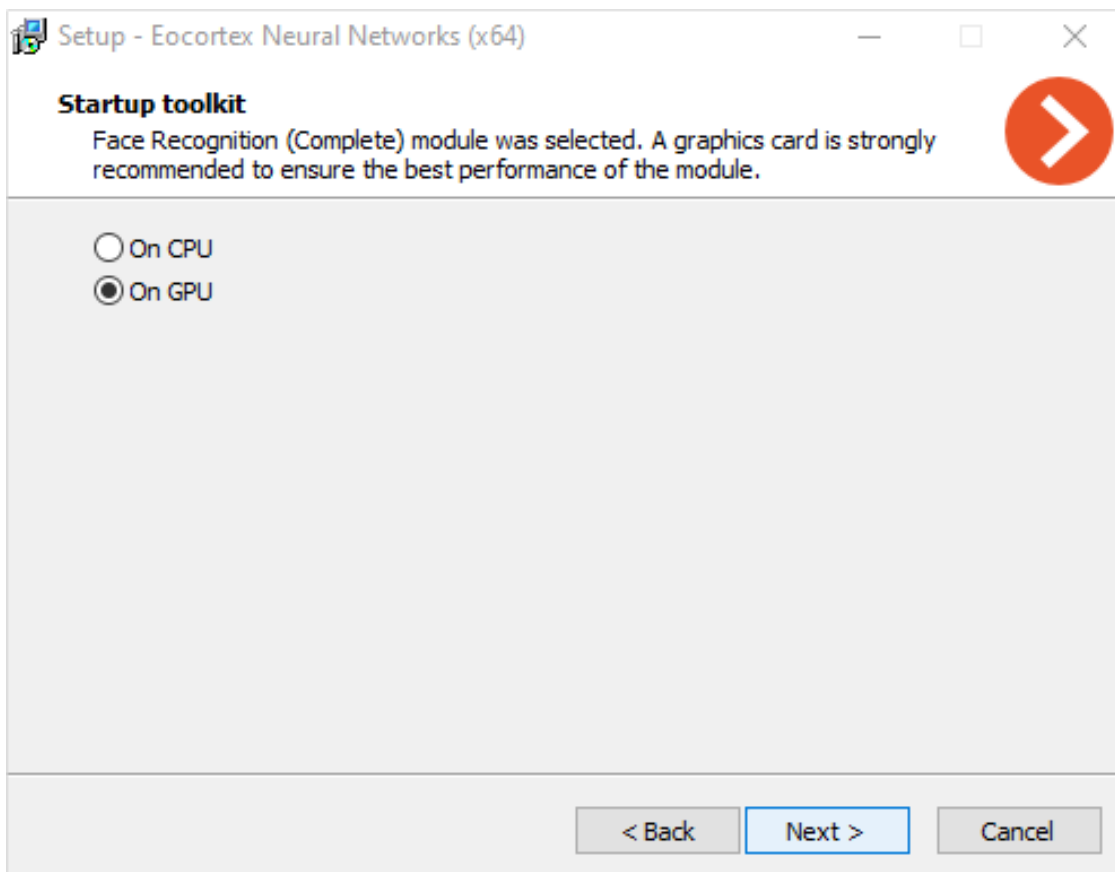 Setup - Eocortex Neural Networks (x64)
Startup toolkit
Face Recognition (Complete) module was selected. A graphics card is strongly
recommended to ensure the best performance of the module.
On CPU
On GPU
< Back
Next >
Cancel